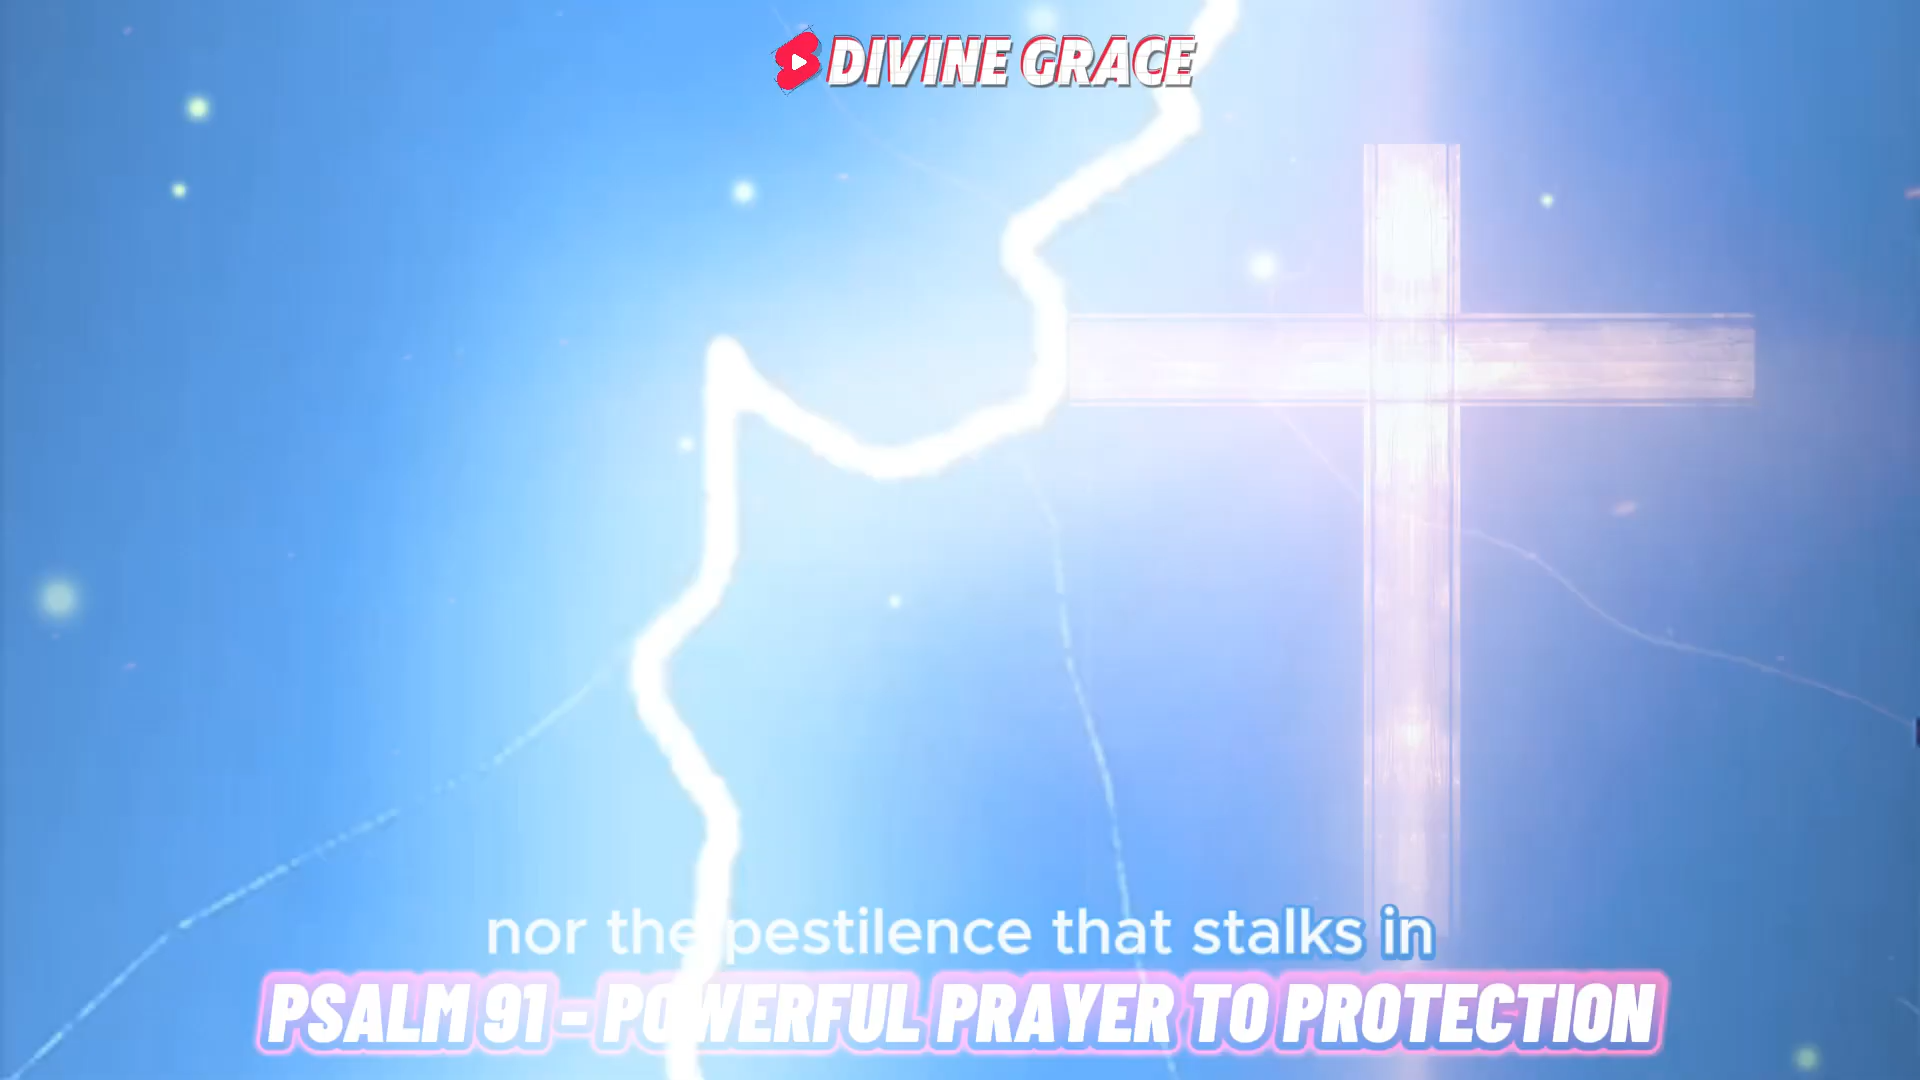 DIVINE GRACE
nor the pestilence that stalks in
PSALM 91 - POWERFUL PRAYER TO PROTECTION